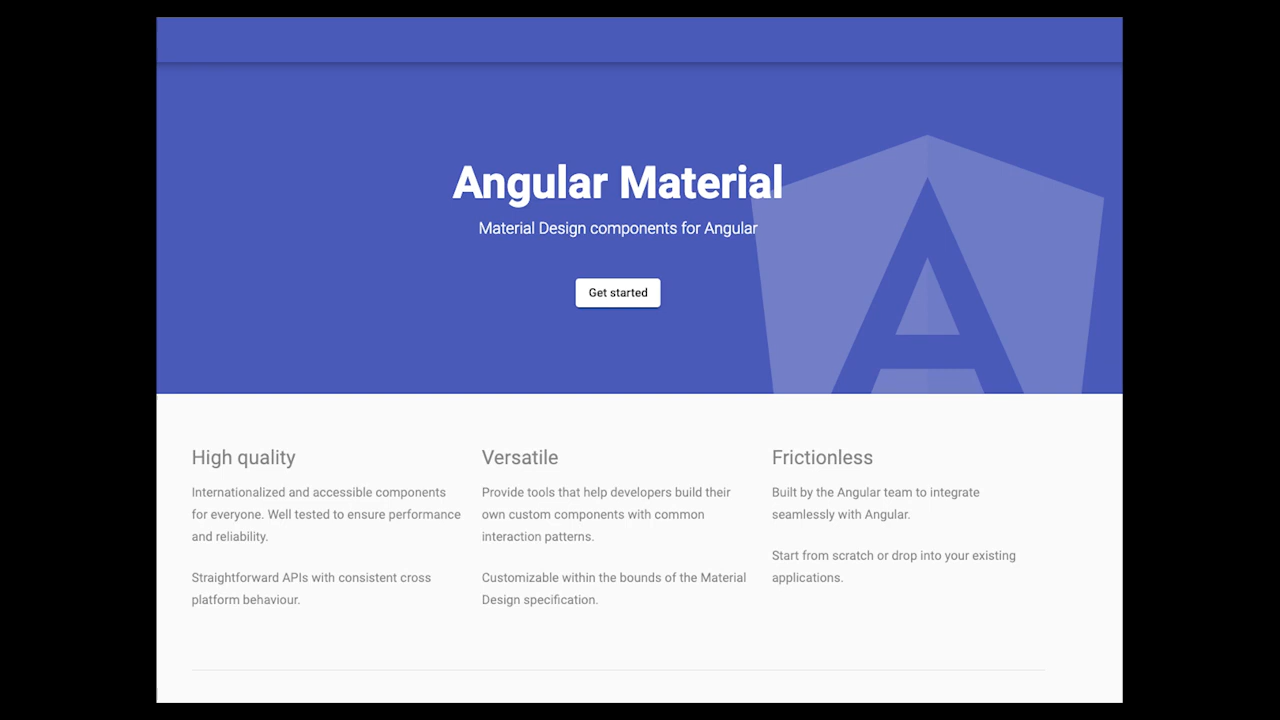 Angular Material
Material Design components for Angular
Get started
High quality
Internationalized and accessible components
for everyone. Well tested to ensure performance
and reliability.
Straightforward APIs with consistent cross
platform behaviour.
Versatile
Provide tools that help developers build their
own custom components with common
interaction patterns.
Customizable within the bounds of the Material
Design specification.
Frictionless
Built by the Angular team to integrate
seamlessly with Angular.
Start from scratch or drop into your existing
applications.